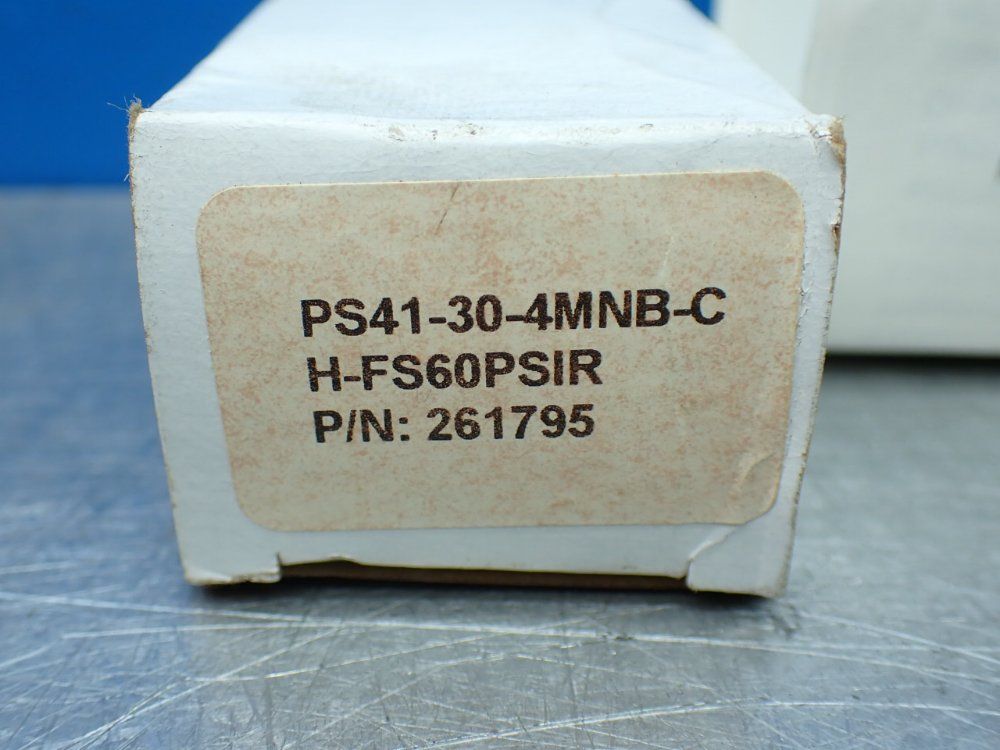 PS41-30-4MNB-C
H-FS60PSIR
P/N: 261795